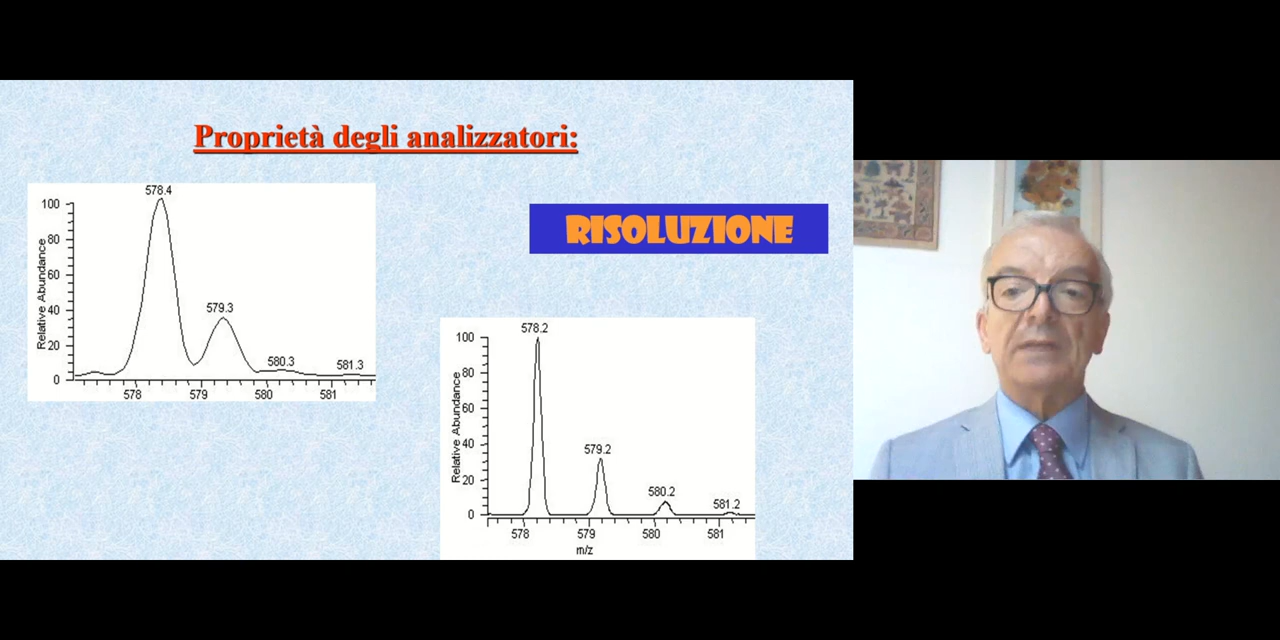 Proprietà degli analizzatori:
RISOLUZIONE
578.4
579.3
580.3
581.3
100
80
60
40
20
0
Relative Abundance
578 579 580 581
578.2
579.2
580.2
581.2
100
80
60
40
20
0
Relative Abundance
578 579 580 581
m/z